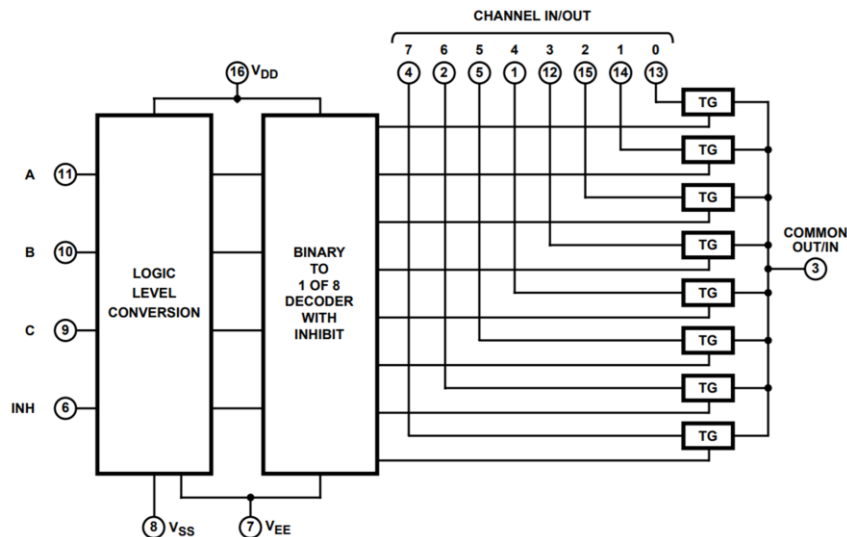 CHANNEL IN/OUT
7 6 5 4 3 2 1 0
4 2 5 1 12 15 14 13
16 VDD
TG
TG
TG
TG
TG
TG
TG
TG
A 11
B 10
C 9
INH 6
LOGIC
LEVEL
CONVERSION
BINARY
TO
1 OF 8
DECODER
WITH
INHIBIT
COMMON
OUT/IN
3
8 VSS
7 VEE